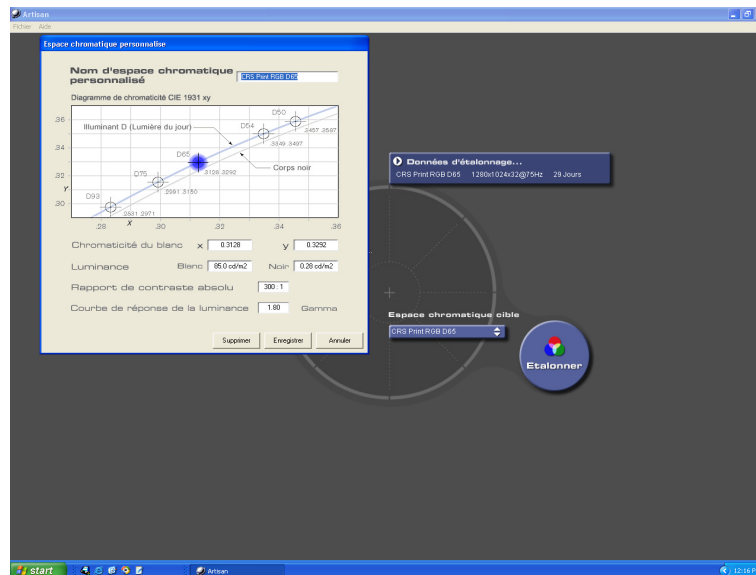 Artisan
Fichier Aide
Espace chromatique personnalise
Nom d'espace chromatique
personnalisé
CRS Print RGB D65
Diagramme de chromaticité CIE 1931 xy
.36
.34
.32
Y
.30
Illuminant D (Lumière du jour)
D50
.3457 .3587
D54
.3349 .3497
D65
.3128 .3292
Corps noir
D75
.2991 .3150
D93
.2831 .2971
.28
X
.30
.32
.34
.36
Chromaticité du blanc x 0.3128 y 0.3292
Luminance Blanc 85.0 cd/m2 Noir 0.28 cd/m2
Rapport de contraste absolu 300 : 1
Courbe de réponse de la luminance 1.80 Gamma
Supprimer Enregistrer Annuler
Données d'étalonnage...
CRS Print RGB D65 1280x1024x32@75Hz 29 Jours
Espace chromatique cible
CRS Print RGB D65
Etalonner
start
Artisan
12:16